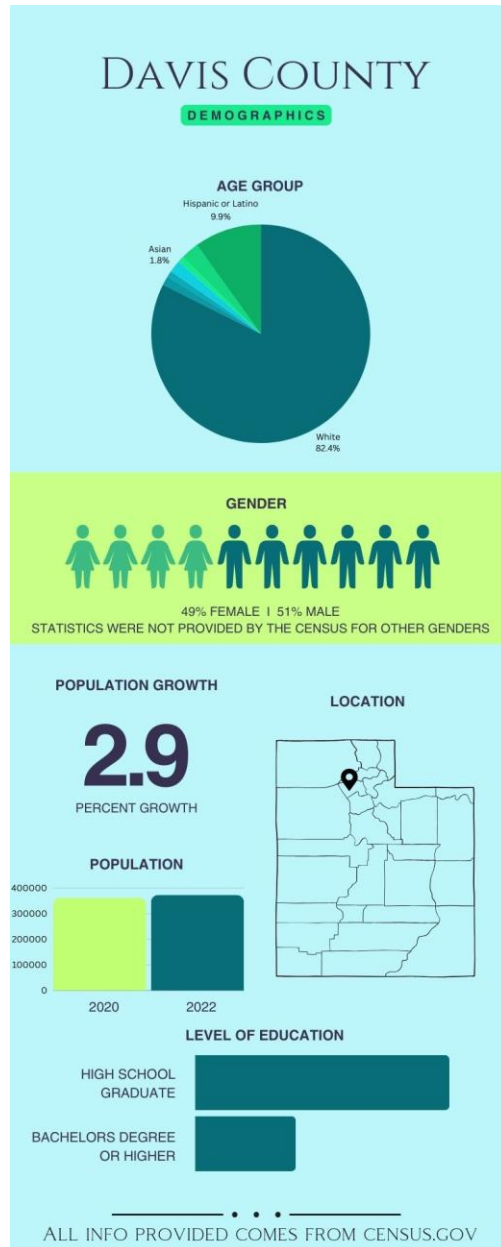 DAVIS COUNTY
DEMOGRAPHICS
AGE GROUP
Hispanic or Latino
9.9%
Asian
1.8%
White
82.4%
GENDER
49% FEMALE I 51% MALE
STATISTICS WERE NOT PROVIDED BY THE CENSUS FOR OTHER GENDERS
POPULATION GROWTH
2.9
PERCENT GROWTH
LOCATION
POPULATION
400000
300000
200000
100000
0
2020
2022
LEVEL OF EDUCATION
HIGH SCHOOL
GRADUATE
BACHELORS DEGREE
OR HIGHER
ALL INFO PROVIDED COMES FROM CENSUS.GOV